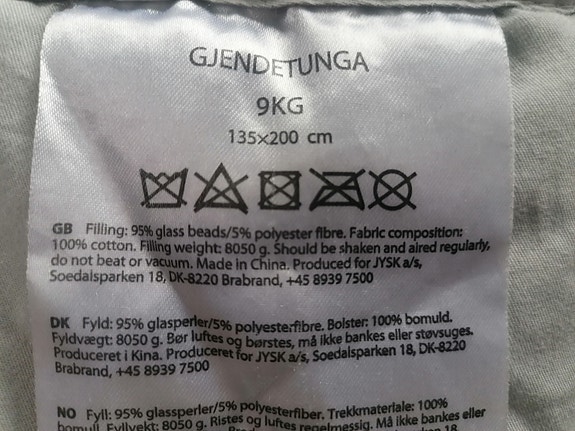 GJENDETUNGA
9KG
135×200 cm
GB Filling: 95% glass beads/5% polyester fibre. Fabric composition:
100% cotton. Filling weight: 8050 g. Should be shaken and aired regularly,
do not beat or vacuum. Made in China. Produced for JYSK a/s,
Soedalsparken 18, DK-8220 Brabrand, +45 8939 7500
DK Fyld: 95% glasperler/5% polyesterfibre. Bolster: 100% bomuld.
Fyldvægt: 8050 g. Bør luftes og børstes, må ikke bankes eller støvsuges.
Produceret i Kina. Produceret for JYSK a/s, Soedalsparken 18, DK-8220
Brabrand, +45 8939 7500
NO Fyll: 95% glassperler/5% polyesterfiber. Trekkmateriale: 100%
bomull. Fyllvekt: 8050 g. Ristes og luftes regelmessig. Må ikke bankes eller